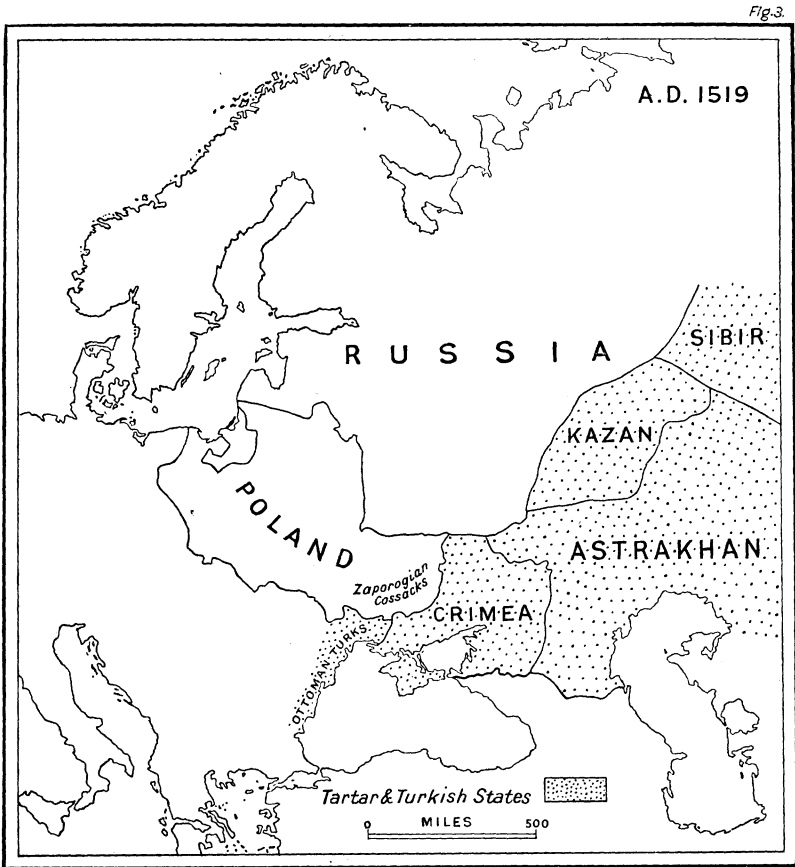 Fig. 3.
A.D. 1519
RUSSIA
SIBIR
KAZAN
POLAND
ASTRAKHAN
Zaporogian
Cossacks
CRIMEA
OTTOMAN TURKS
Tartar & Turkish States
MILES
0 500